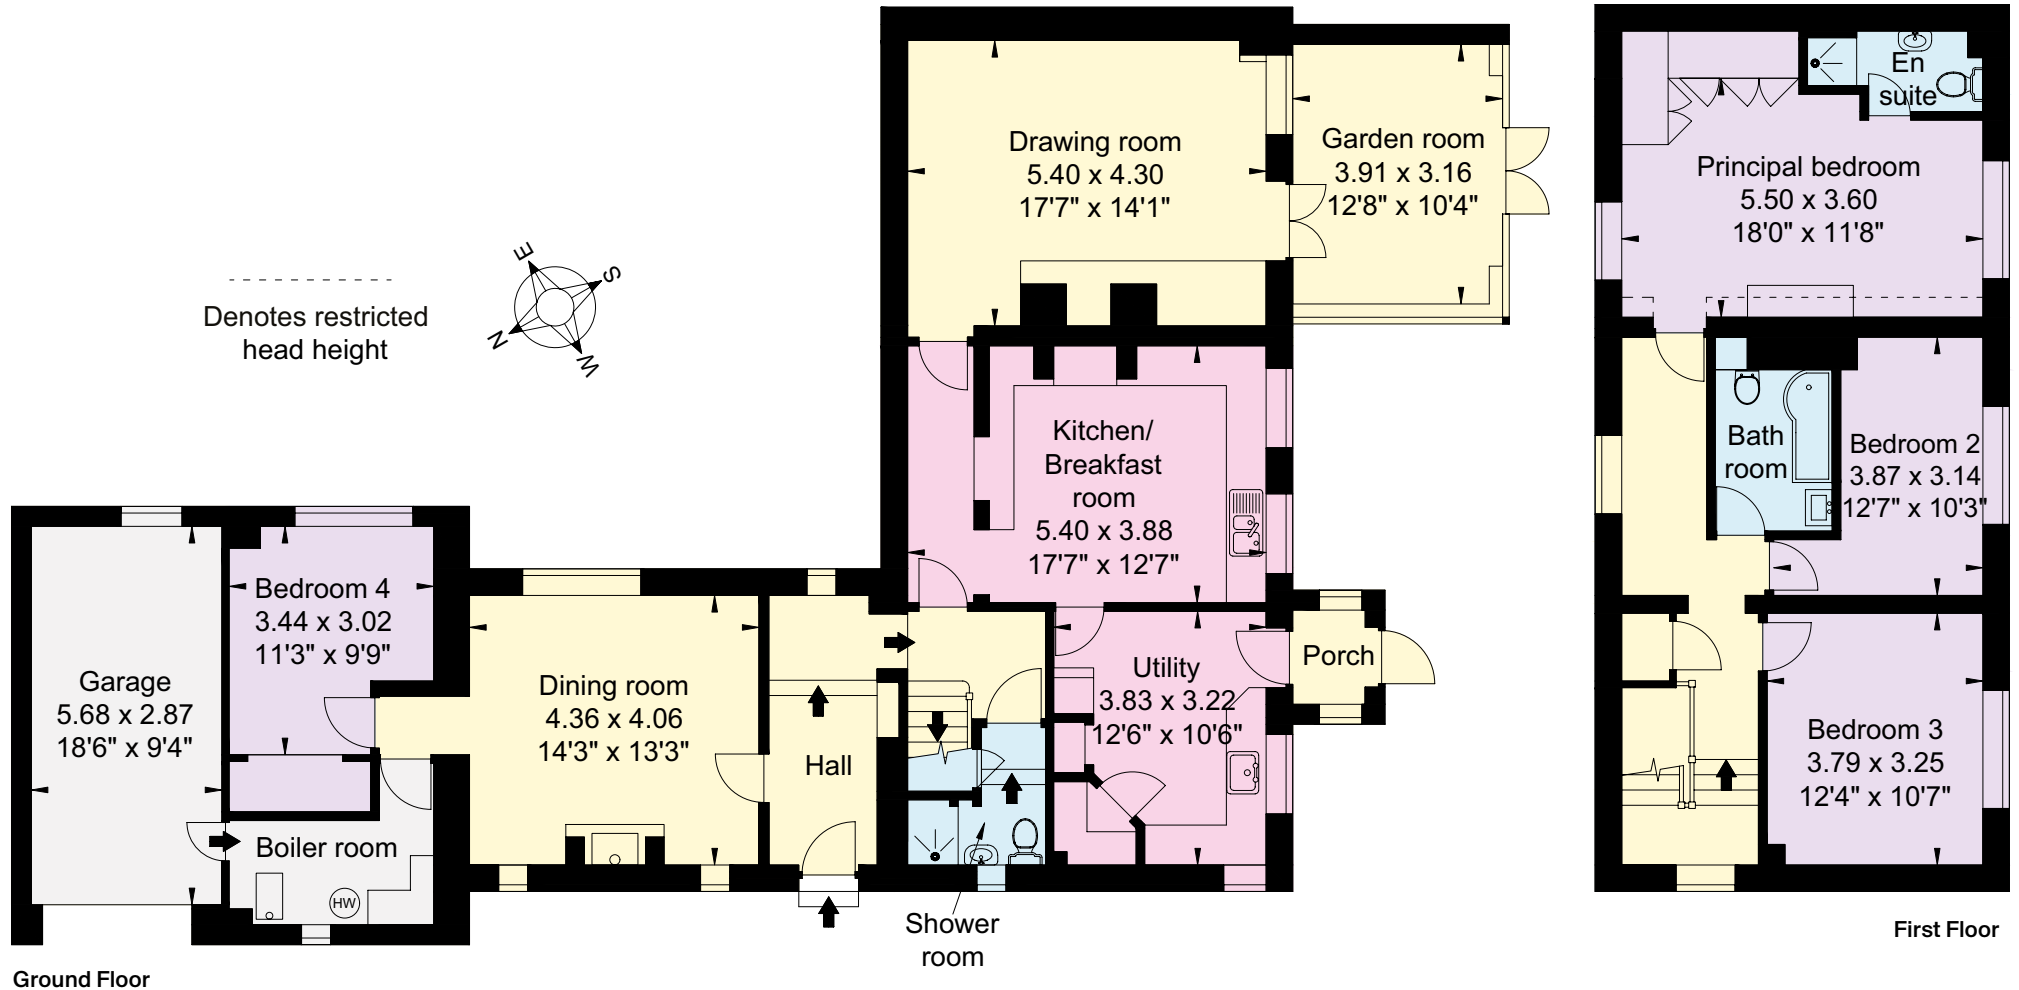 Drawing room
5.40 x 4.30
17'7" x 14'1"
Garden room
3.91 x 3.16
12'8" x 10'4"
En
suite
Principal bedroom
5.50 x 3.60
18'0" x 11'8"
E
S
N
W
Denotes restricted
head height
Kitchen/
Breakfast
room
5.40 x 3.88
17'7" x 12'7"
Bath
room
Bedroom 2
3.87 x 3.14
12'7" x 10'3"
Bedroom 4
3.44 x 3.02
11'3" x 9'9"
Garage
5.68 x 2.87
18'6" x 9'4"
Dining room
4.36 x 4.06
14'3" x 13'3"
Hall
Utility
3.83 x 3.22
12'6" x 10'6"
Porch
Bedroom 3
3.79 x 3.25
12'4" x 10'7"
Boiler room
HW
Shower
room
First Floor
Ground Floor